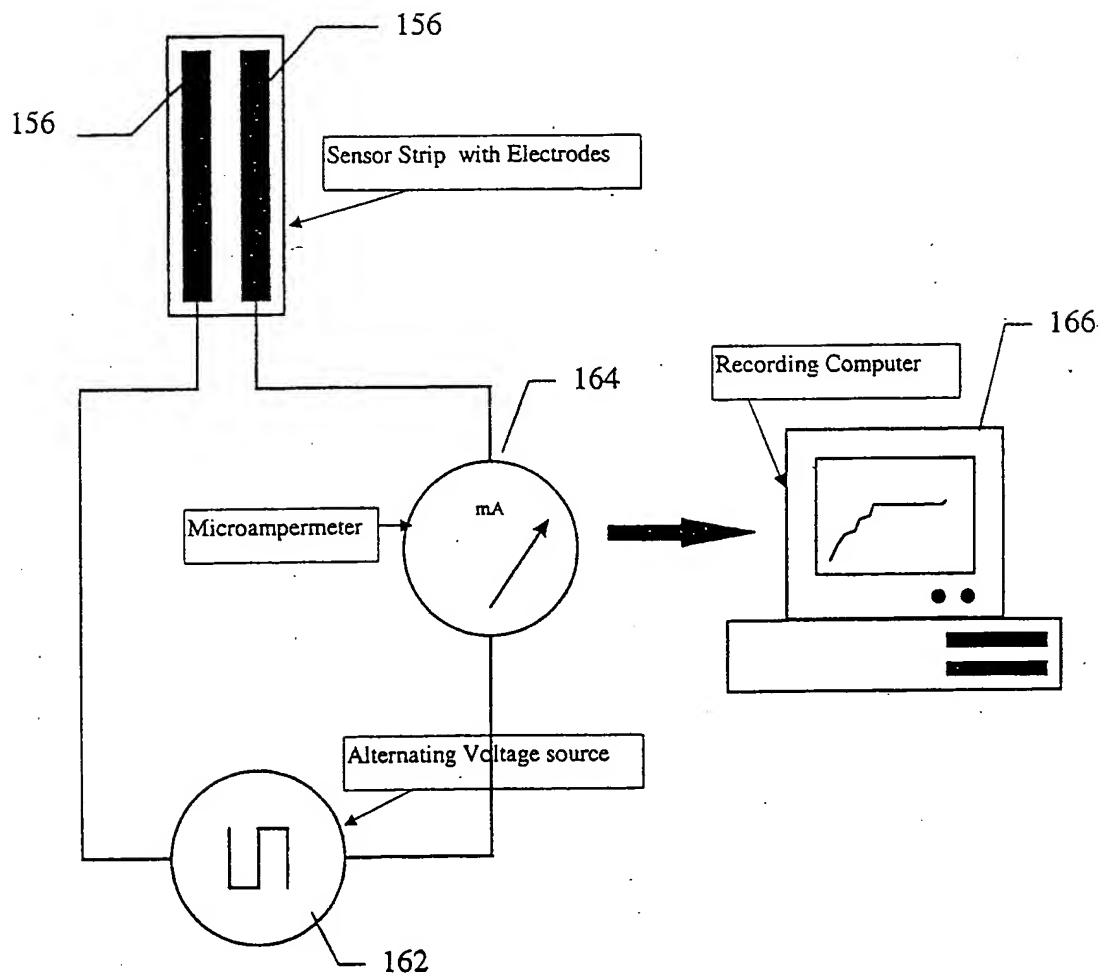 156
156
Sensor Strip with Electrodes
166
Recording Computer
164
mA
Microampermeter
Alternating Voltage source
162